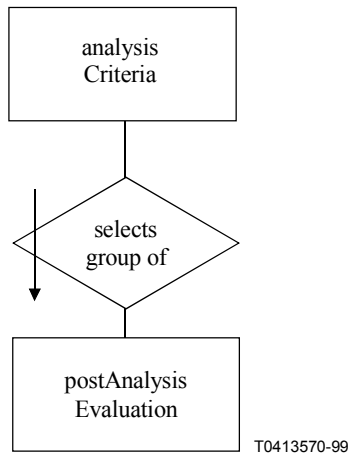 analysis
Criteria
selects
group of
postAnalysis
Evaluation
T0413570-99